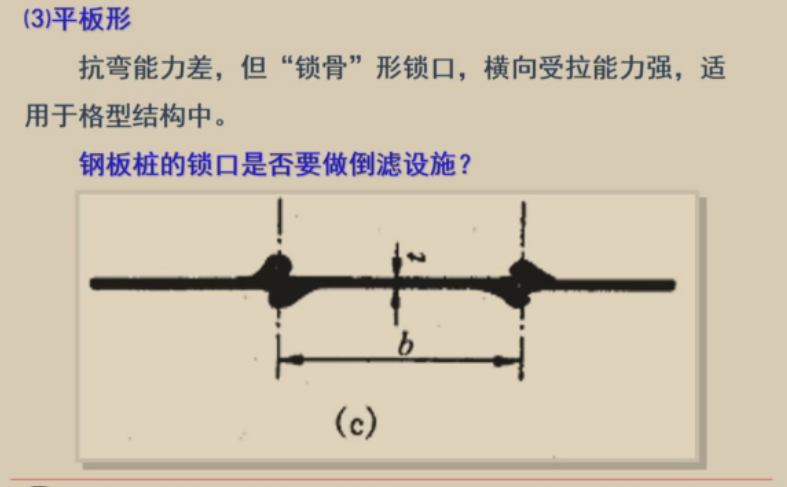 (3)平板形
抗弯能力差，但“锁骨”形锁口，横向受拉能力强，适
用于格型结构中。
钢板桩的锁口是否要做倒滤设施？
t
b
(c)